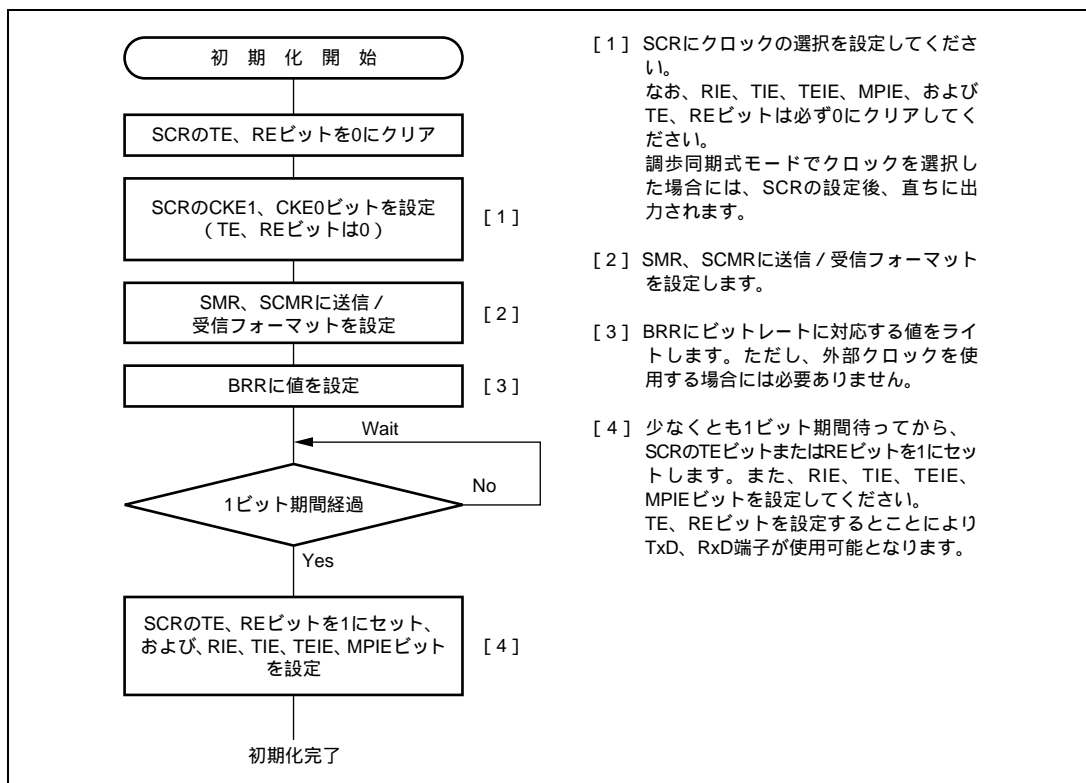 初 期 化 開 始
SCRのTE、REビットを0にクリア
SCRのCKE1、CKE0ビットを設定
（TE、REビットは0）
[ 1 ]
SMR、SCMRに送信 /
受信フォーマットを設定
[ 2 ]
BRRに値を設定
[ 3 ]
Wait
1ビット期間経過
No
Yes
SCRのTE、REビットを1にセット、
および、RIE、TIE、TEIE、MPIEビット
を設定
[ 4 ]
初期化完了
[ 1 ] SCRにクロックの選択を設定してくださ
い。
なお、RIE、TIE、TEIE、MPIE、および
TE、REビットは必ず0にクリアしてく
ださい。
調歩同期式モードでクロックを選択し
た場合には、SCRの設定後、直ちに出
力されます。
[ 2 ] SMR、SCMRに送信 / 受信フォーマット
を設定します。
[ 3 ] BRRにビットレートに対応する値をライ
トします。ただし、外部クロックを使
用する場合には必要ありません。
[ 4 ] 少なくとも1ビット期間待ってから、
SCRのTEビットまたはREビットを1にセッ
トします。また、RIE、TIE、TEIE、
MPIEビットを設定してください。
TE、REビットを設定するとことにより
TxD、RxD端子が使用可能となります。